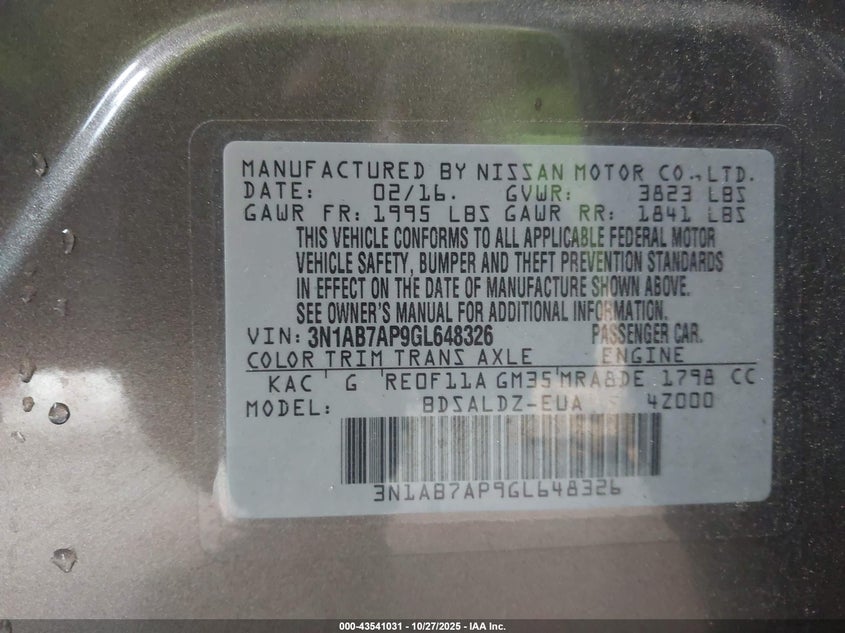 MANUFACTURED BY NISSAN MOTOR CO.,LTD.
DATE: 02/16. GVWR: 3823 LBS
GAWR FR: 1995 LBS GAWR RR: 1841 LBS
THIS VEHICLE CONFORMS TO ALL APPLICABLE FEDERAL MOTOR
VEHICLE SAFETY, BUMPER AND THEFT PREVENTION STANDARDS
IN EFFECT ON THE DATE OF MANUFACTURE SHOWN ABOVE.
SEE OWNER'S MANUAL FOR ADDITIONAL INFORMATION.
VIN: 3N1AB7AP9GL648326 PASSENGER CAR.
COLOR TRIM TRANS AXLE ENGINE
KAC G RE0F11A GM35 MRA8DE 1798 CC
MODEL: BDSALDZ-EUA S 4Z000
3N1AB7AP9GL648326
000-43541031 - 10/27/2025 - IAA Inc.